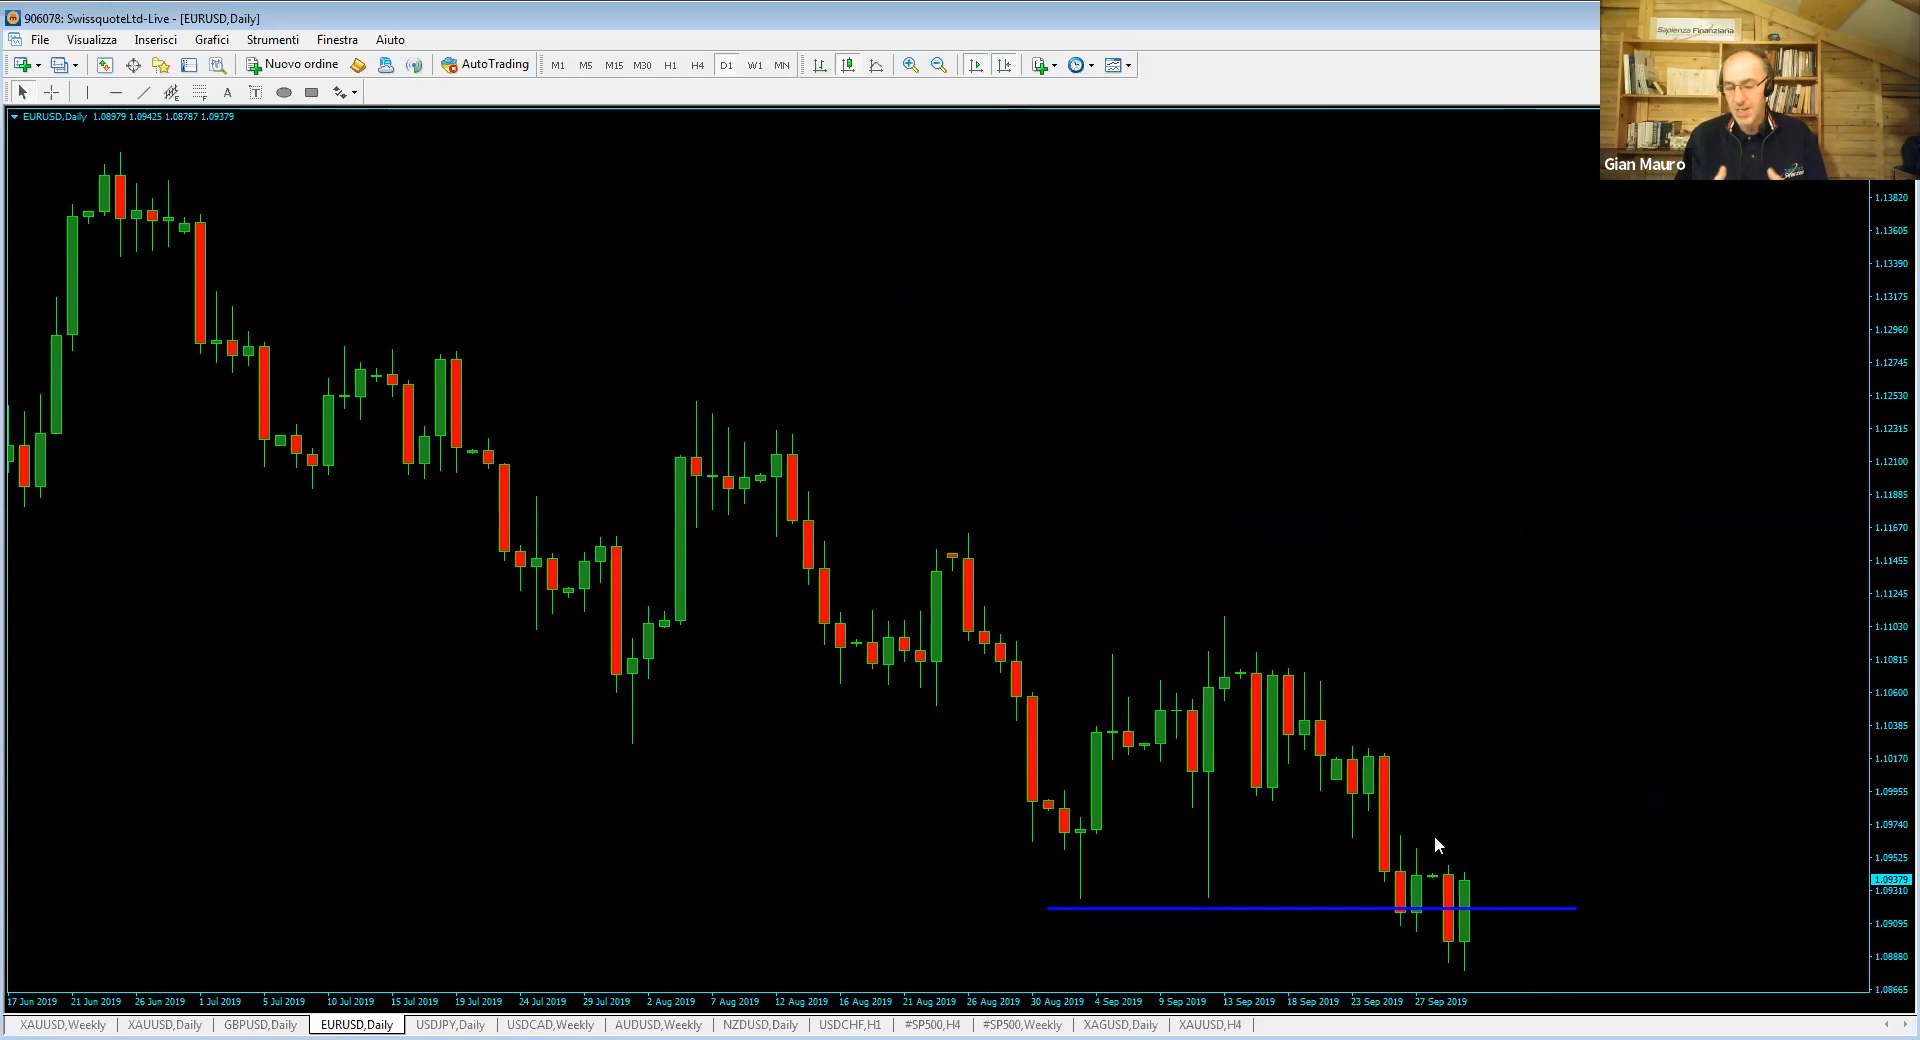 906078: SwissquoteLtd-Live - [EURUSD,Daily]
File Visualizza Inserisci Grafici Strumenti Finestra Aiuto
Nuovo ordine AutoTrading M1 M5 M15 M30 H1 H4 D1 W1 MN
A T
EURUSD,Daily 1.08979 1.09425 1.08787 1.09379
Sapienza Finanziaria
Gian Mauro
1.13820
1.13605
1.13390
1.13175
1.12960
1.12745
1.12530
1.12315
1.12100
1.11885
1.11670
1.11455
1.11245
1.11030
1.10815
1.10600
1.10385
1.10170
1.09955
1.09740
1.09525
1.09379
1.09310
1.09095
1.08880
1.08665
17 Jun 2019 21 Jun 2019 26 Jun 2019 1 Jul 2019 5 Jul 2019 10 Jul 2019 15 Jul 2019 19 Jul 2019 24 Jul 2019 29 Jul 2019 2 Aug 2019 7 Aug 2019 12 Aug 2019 16 Aug 2019 21 Aug 2019 26 Aug 2019 30 Aug 2019 4 Sep 2019 9 Sep 2019 13 Sep 2019 18 Sep 2019 23 Sep 2019 27 Sep 2019
XAUUSD,Weekly XAUUSD,Daily GBPUSD,Daily EURUSD,Daily USDJPY,Daily USDCAD,Weekly AUDUSD,Weekly NZDUSD,Daily USDCHF,H1 #SP500,H4 #SP500,Weekly XAGUSD,Daily XAUUSD,H4